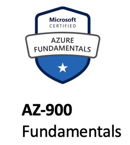 Microsoft
CERTIFIED
AZURE
FUNDAMENTALS
AZ-900
Fundamentals